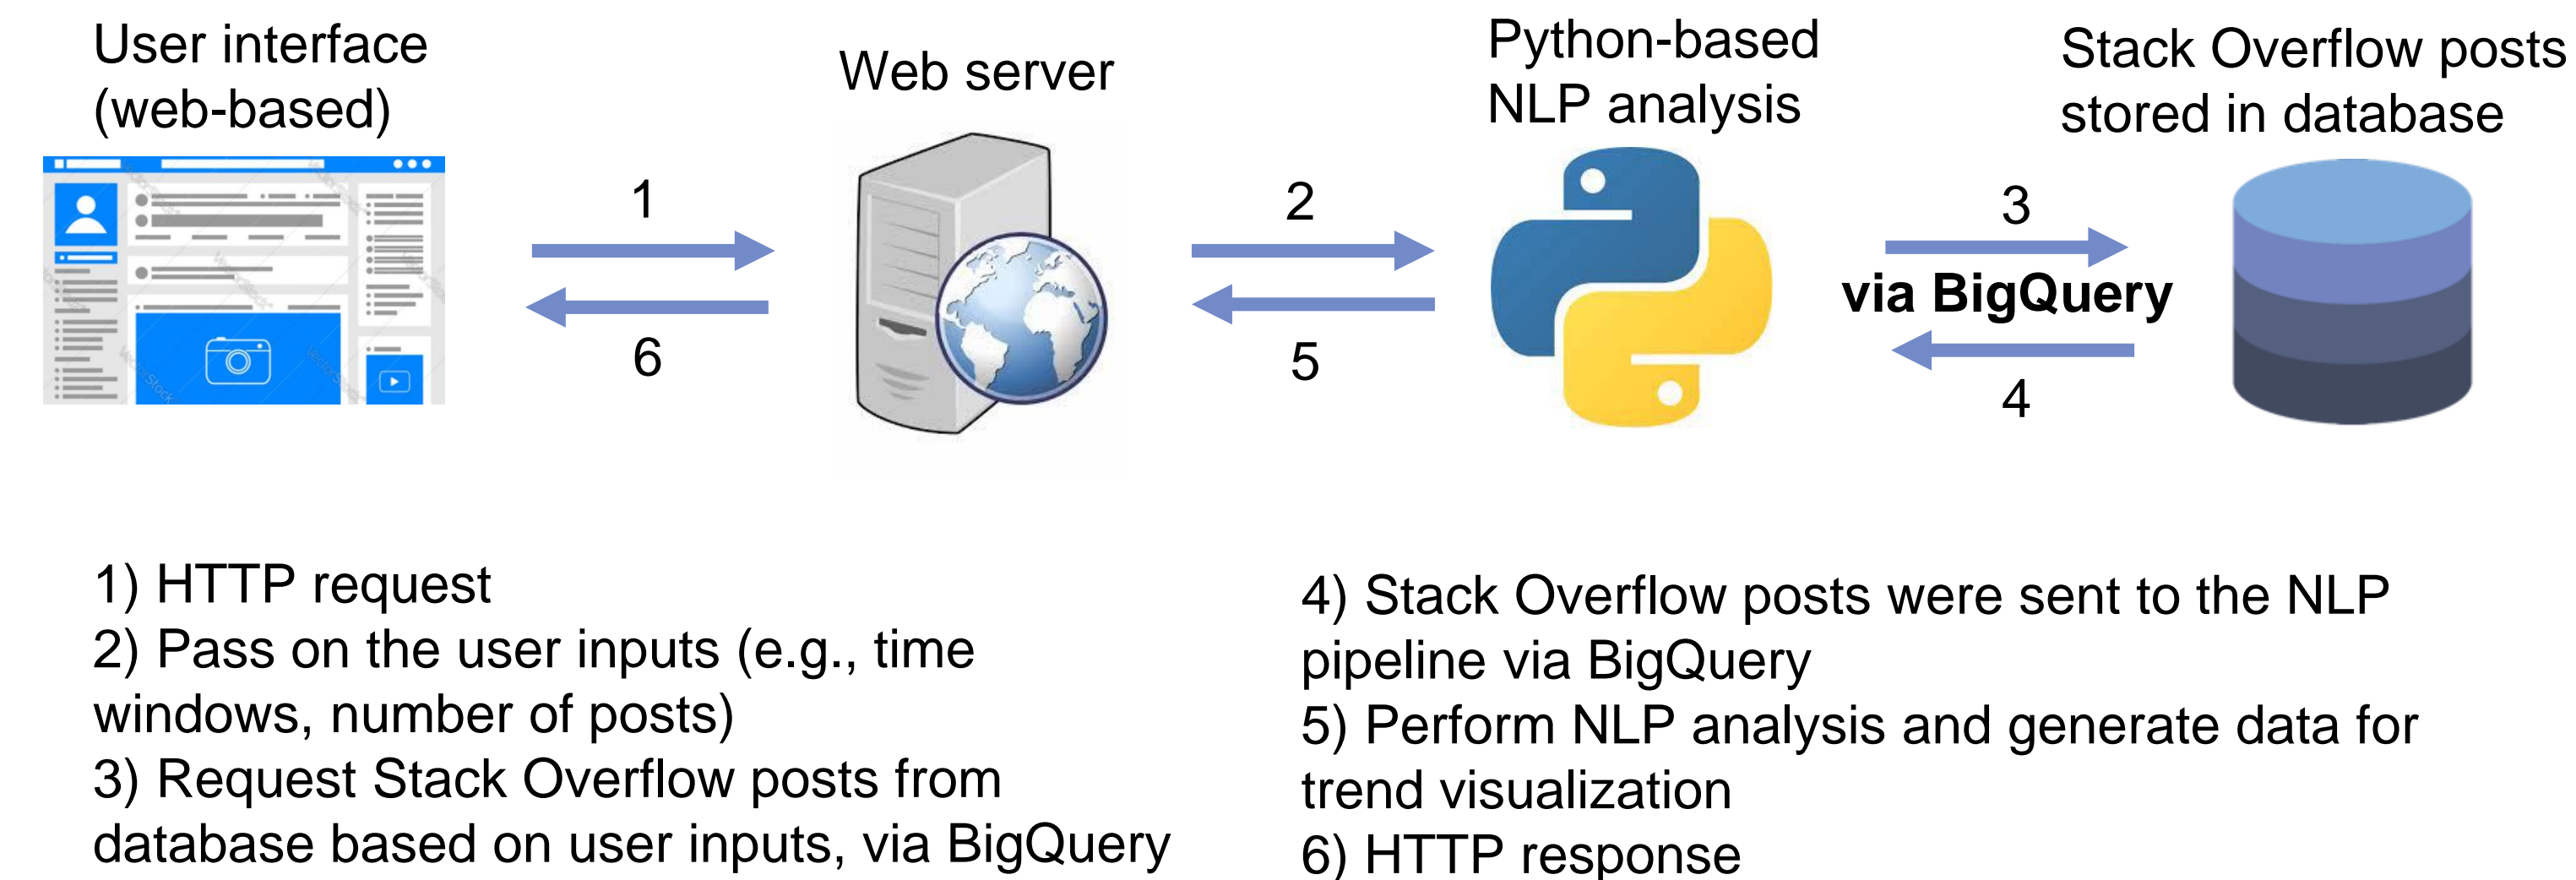 User interface
(web-based)
Web server
Python-based
NLP analysis
Stack Overflow posts
stored in database
1
6
2
5
3
via BigQuery
4
1) HTTP request
2) Pass on the user inputs (e.g., time
windows, number of posts)
3) Request Stack Overflow posts from
database based on user inputs, via BigQuery
4) Stack Overflow posts were sent to the NLP
pipeline via BigQuery
5) Perform NLP analysis and generate data for
trend visualization
6) HTTP response